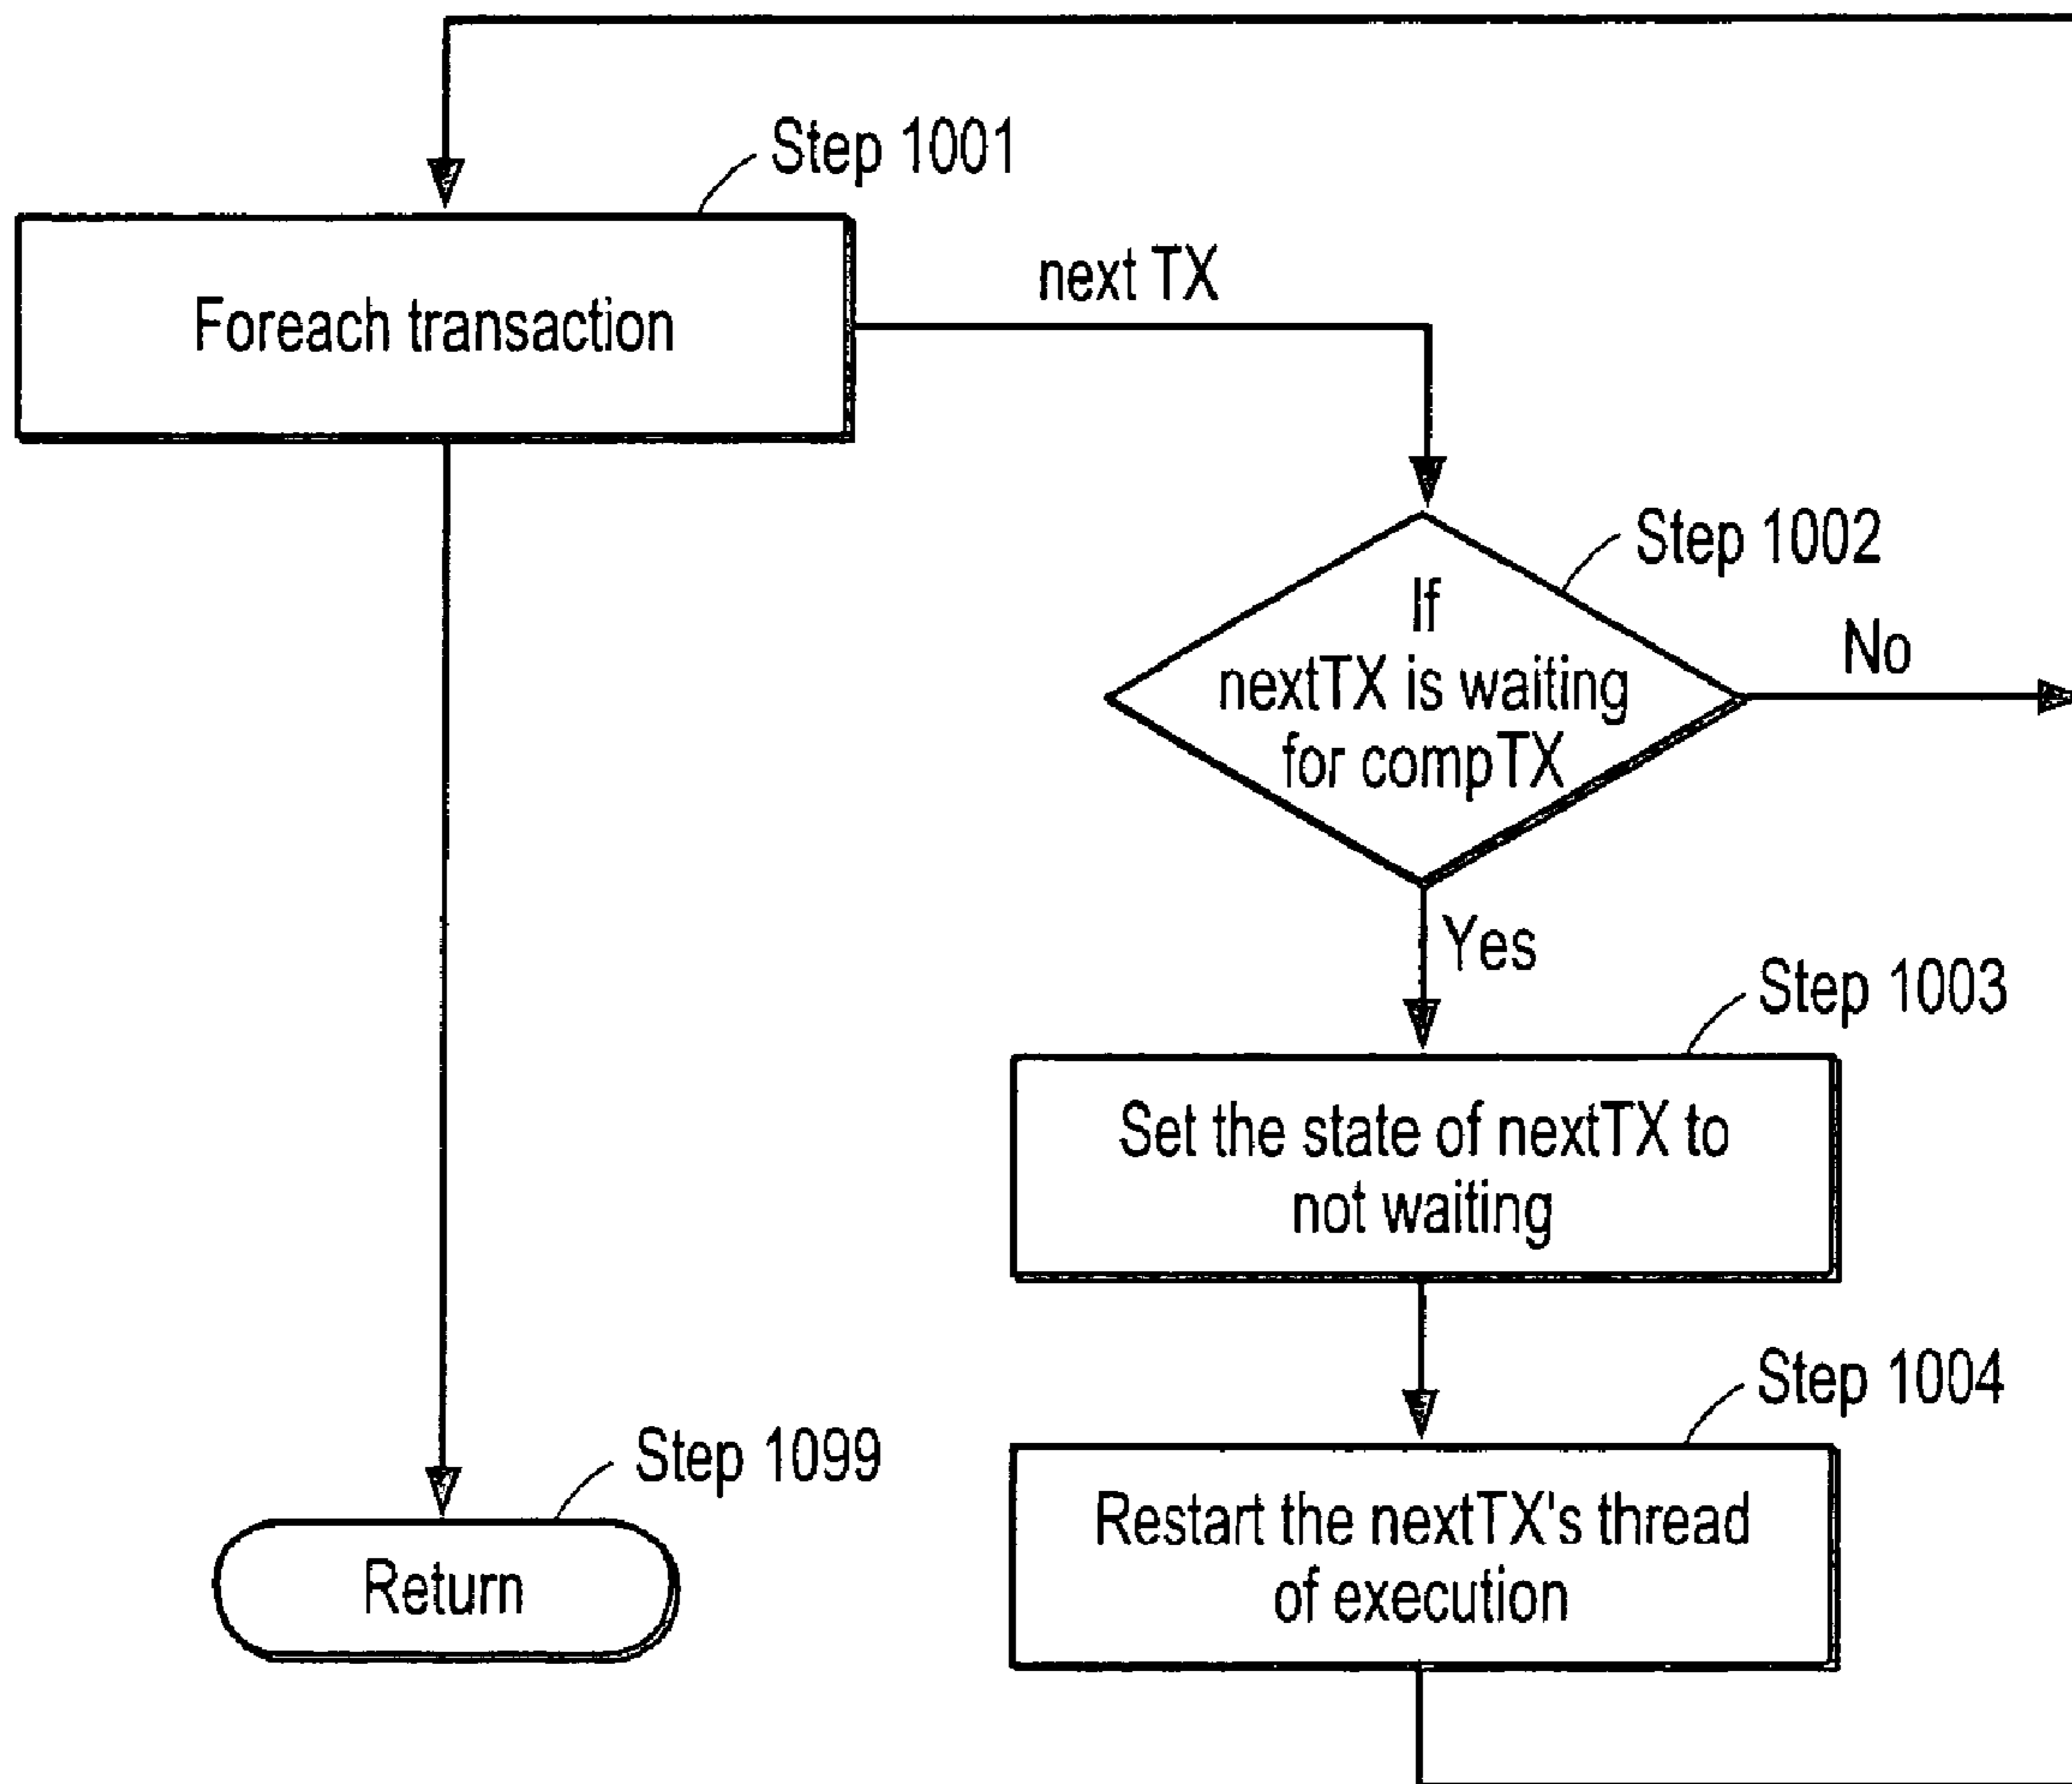 Step 1001
Foreach transaction
next TX
Step 1002
If
nextTX is waiting
for compTX
No
Yes
Step 1003
Set the state of nextTX to
not waiting
Step 1004
Restart the nextTX's thread
of execution
Step 1099
Return